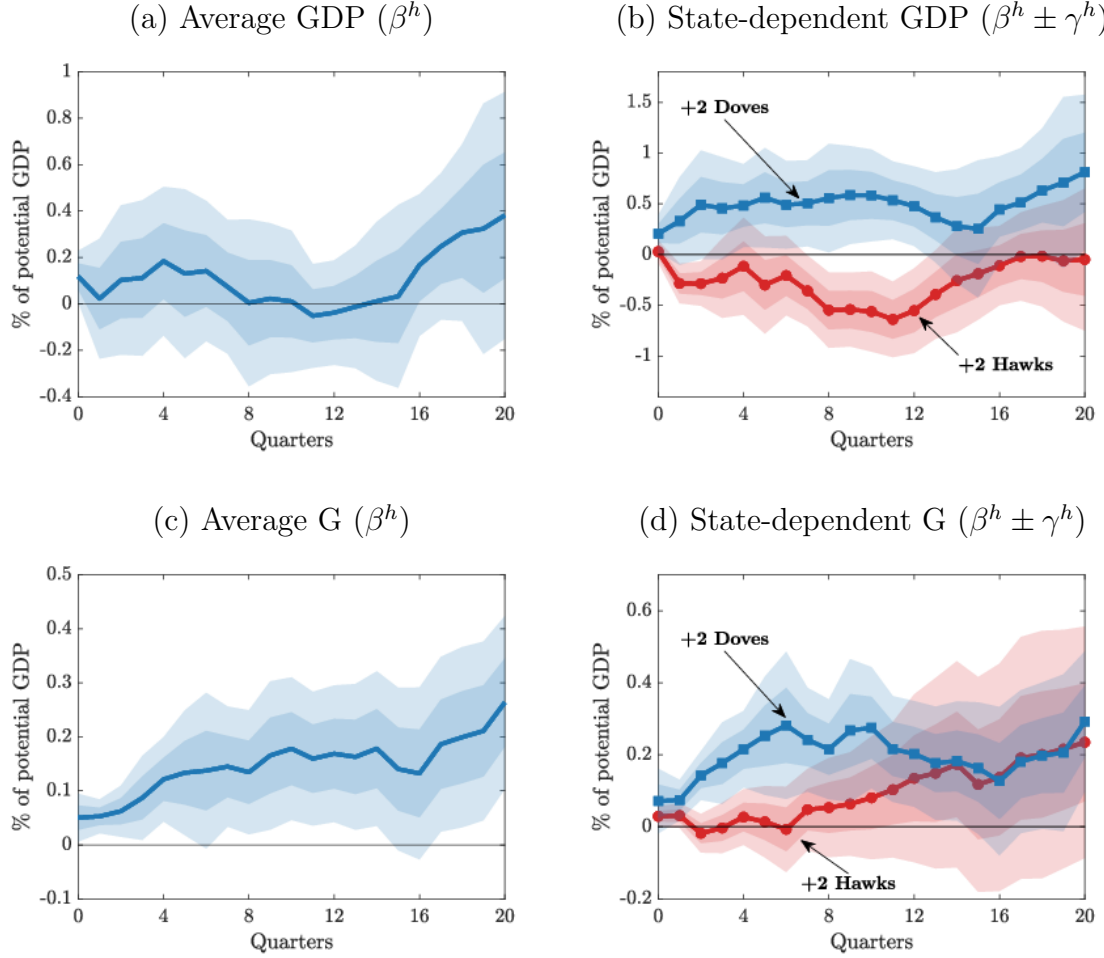 (a) Average GDP (β^h)
% of potential GDP
1
0.8
0.6
0.4
0.2
0
-0.2
-0.4
0 4 8 12 16 20
Quarters
(b) State-dependent GDP (β^h ± γ^h)
% of potential GDP
1.5
1
0.5
0
-0.5
-1
+2 Doves
+2 Hawks
0 4 8 12 16 20
Quarters
(c) Average G (β^h)
% of potential GDP
0.5
0.4
0.3
0.2
0.1
0
-0.1
0 4 8 12 16 20
Quarters
(d) State-dependent G (β^h ± γ^h)
% of potential GDP
0.6
0.4
0.2
0
-0.2
+2 Doves
+2 Hawks
0 4 8 12 16 20
Quarters